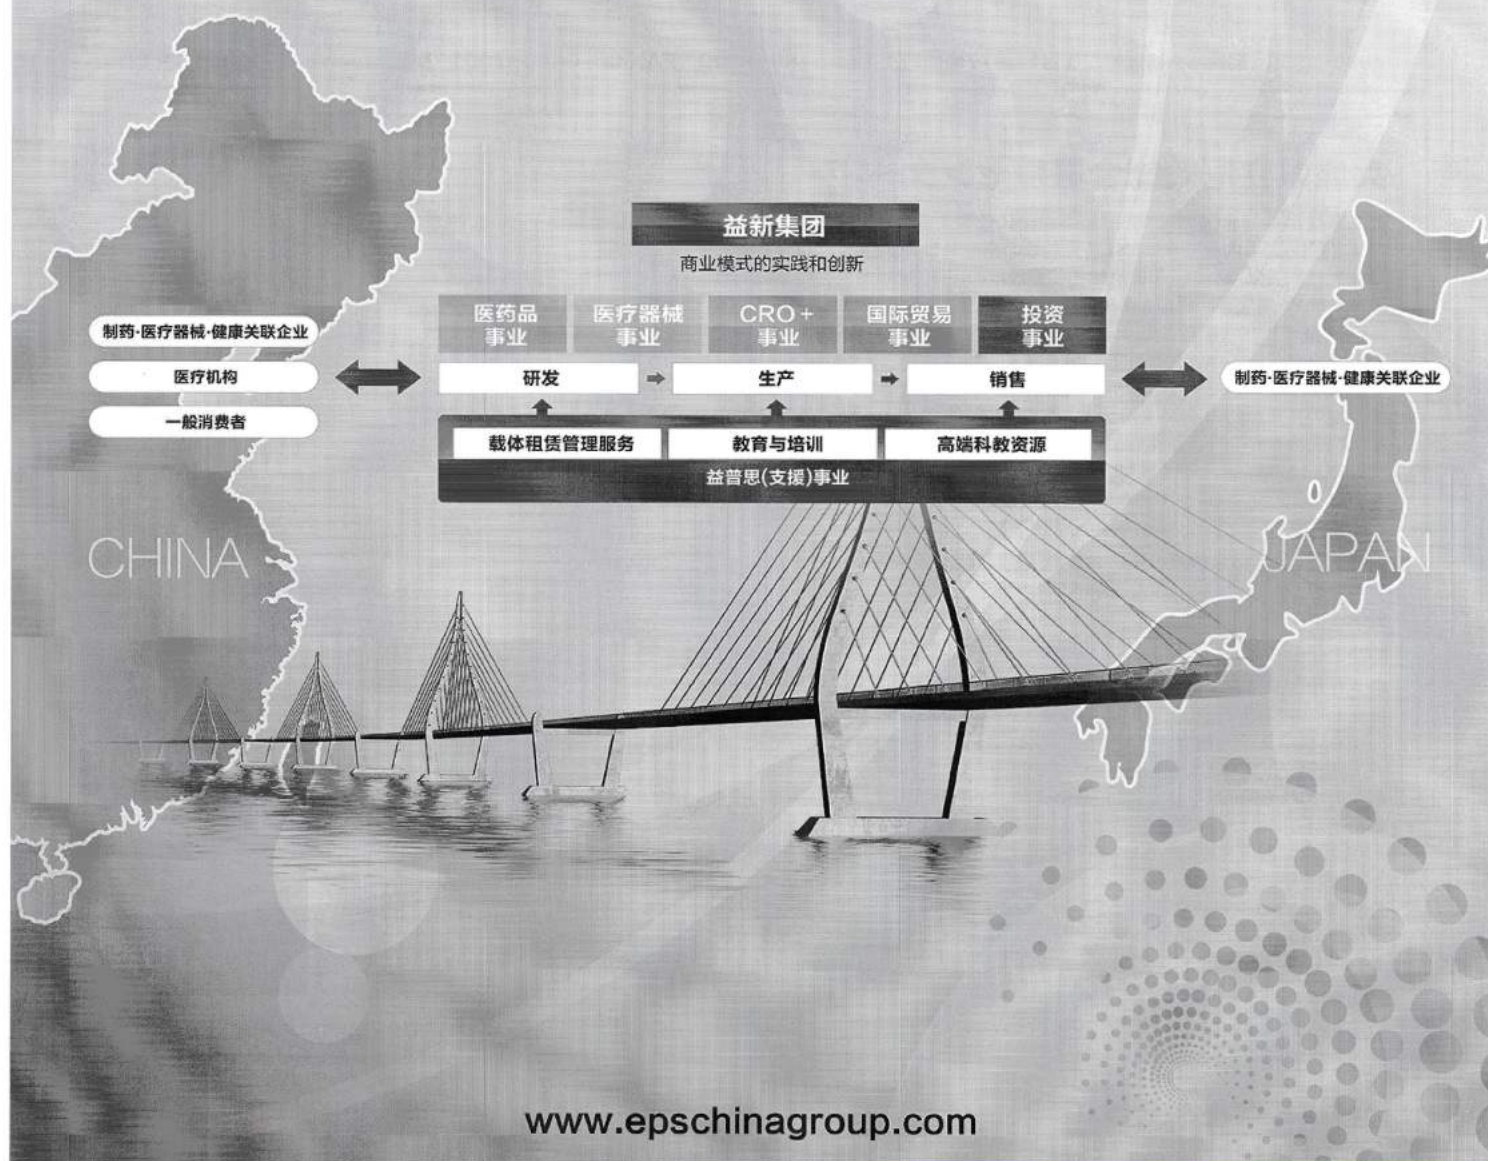 益新集团
商业模式的实践和创新
医药品
事业
医疗器械
事业
CRO +
事业
国际贸易
事业
投资
事业
制药·医疗器械·健康关联企业
医疗机构
一般消费者
研发
生产
销售
制药·医疗器械·健康关联企业
载体租赁管理服务
教育与培训
高端科教资源
益普思(支援)事业
CHINA
JAPAN
www.epschinagroup.com